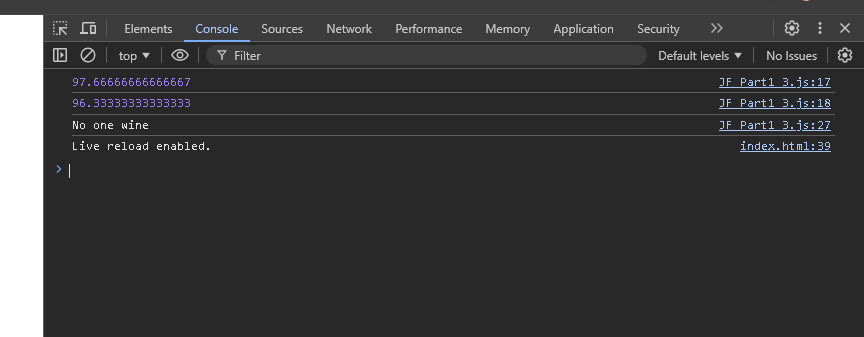 Elements Console Sources Network Performance Memory Application Security
top Filter Default levels No Issues
97.66666666666667 JF Part1 3.js:17
96.33333333333333 JF Part1 3.js:18
No one wine JF Part1 3.js:27
Live reload enabled. index.html:39